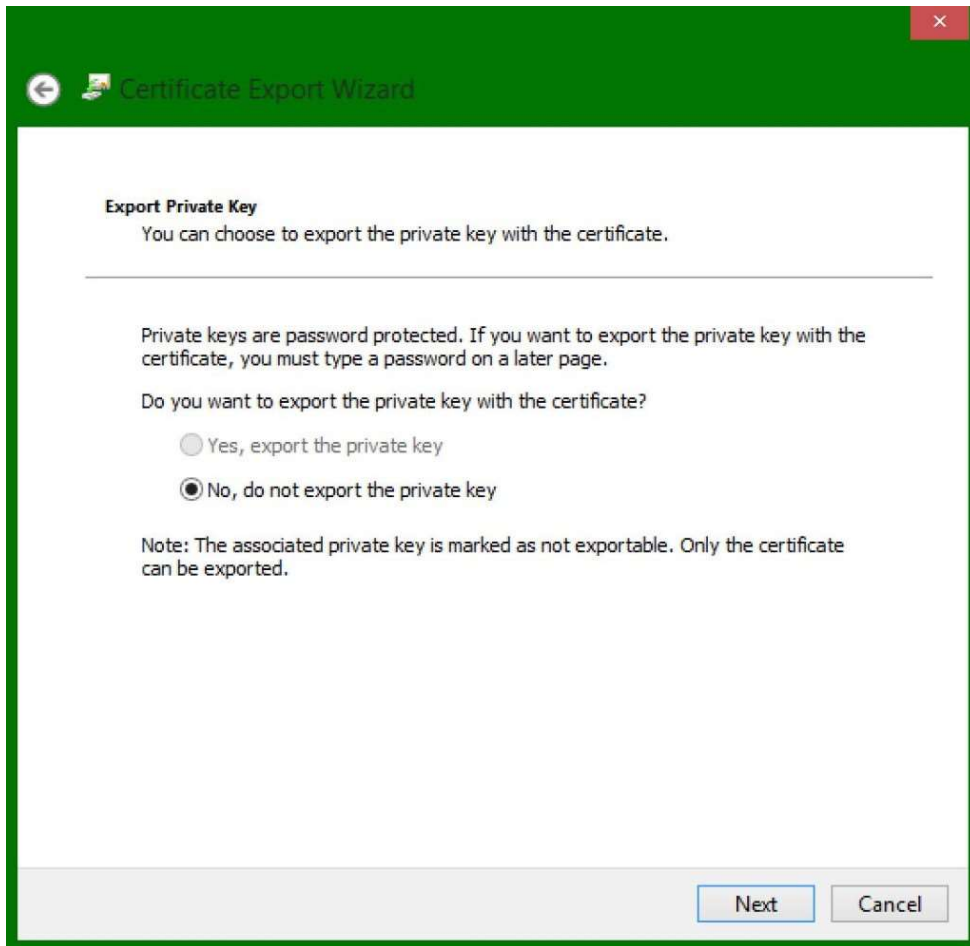 Certificate Export Wizard
Export Private Key
You can choose to export the private key with the certificate.
Private keys are password protected. If you want to export the private key with the
certificate, you must type a password on a later page.
Do you want to export the private key with the certificate?
Yes, export the private key
No, do not export the private key
Note: The associated private key is marked as not exportable. Only the certificate
can be exported.
Next
Cancel